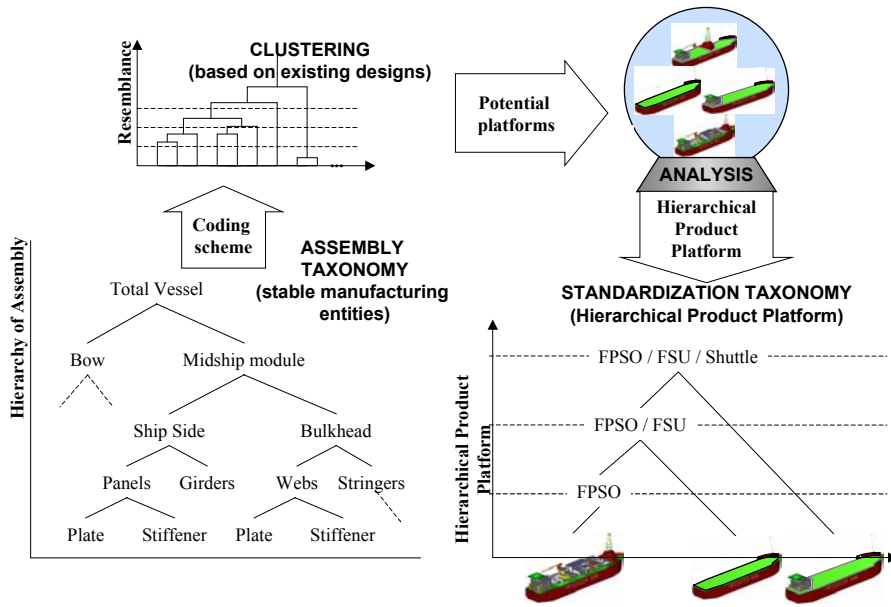 CLUSTERING
(based on existing designs)
Resemblance
...
Potential
platforms
ANALYSIS
Hierarchical
Product
Platform
Coding
scheme
ASSEMBLY
TAXONOMY
(stable manufacturing
entities)
Hierarchy of Assembly
Total Vessel
Bow
Midship module
Ship Side
Bulkhead
Panels
Girders
Webs
Stringers
Plate
Stiffener
Plate
Stiffener
STANDARDIZATION TAXONOMY
(Hierarchical Product Platform)
Hierarchical Product
Platform
FPSO / FSU / Shuttle
FPSO / FSU
FPSO